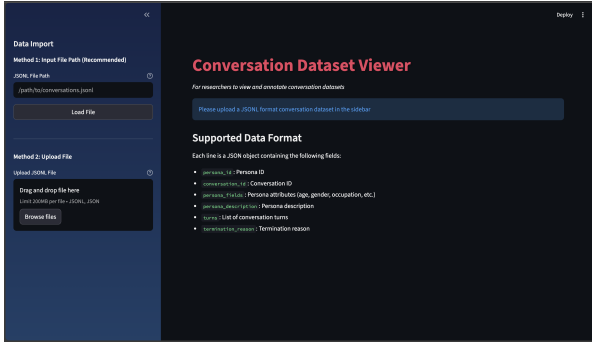 Deploy
Data Import
Method 1: Input File Path (Recommended)
JSONL File Path
/path/to/conversations.jsonl
Load File
Method 2: Upload File
Upload JSONL File
Drag and drop file here
Limit 200MB per file • JSONL, JSON
Browse files
Conversation Dataset Viewer
For researchers to view and annotate conversation datasets
Please upload a JSONL format conversation dataset in the sidebar
Supported Data Format
Each line is a JSON object containing the following fields:
• persona_id : Persona ID
• conversation_id : Conversation ID
• persona_fields : Persona attributes (age, gender, occupation, etc.)
• persona_description : Persona description
• turns : List of conversation turns
• termination_reason : Termination reason